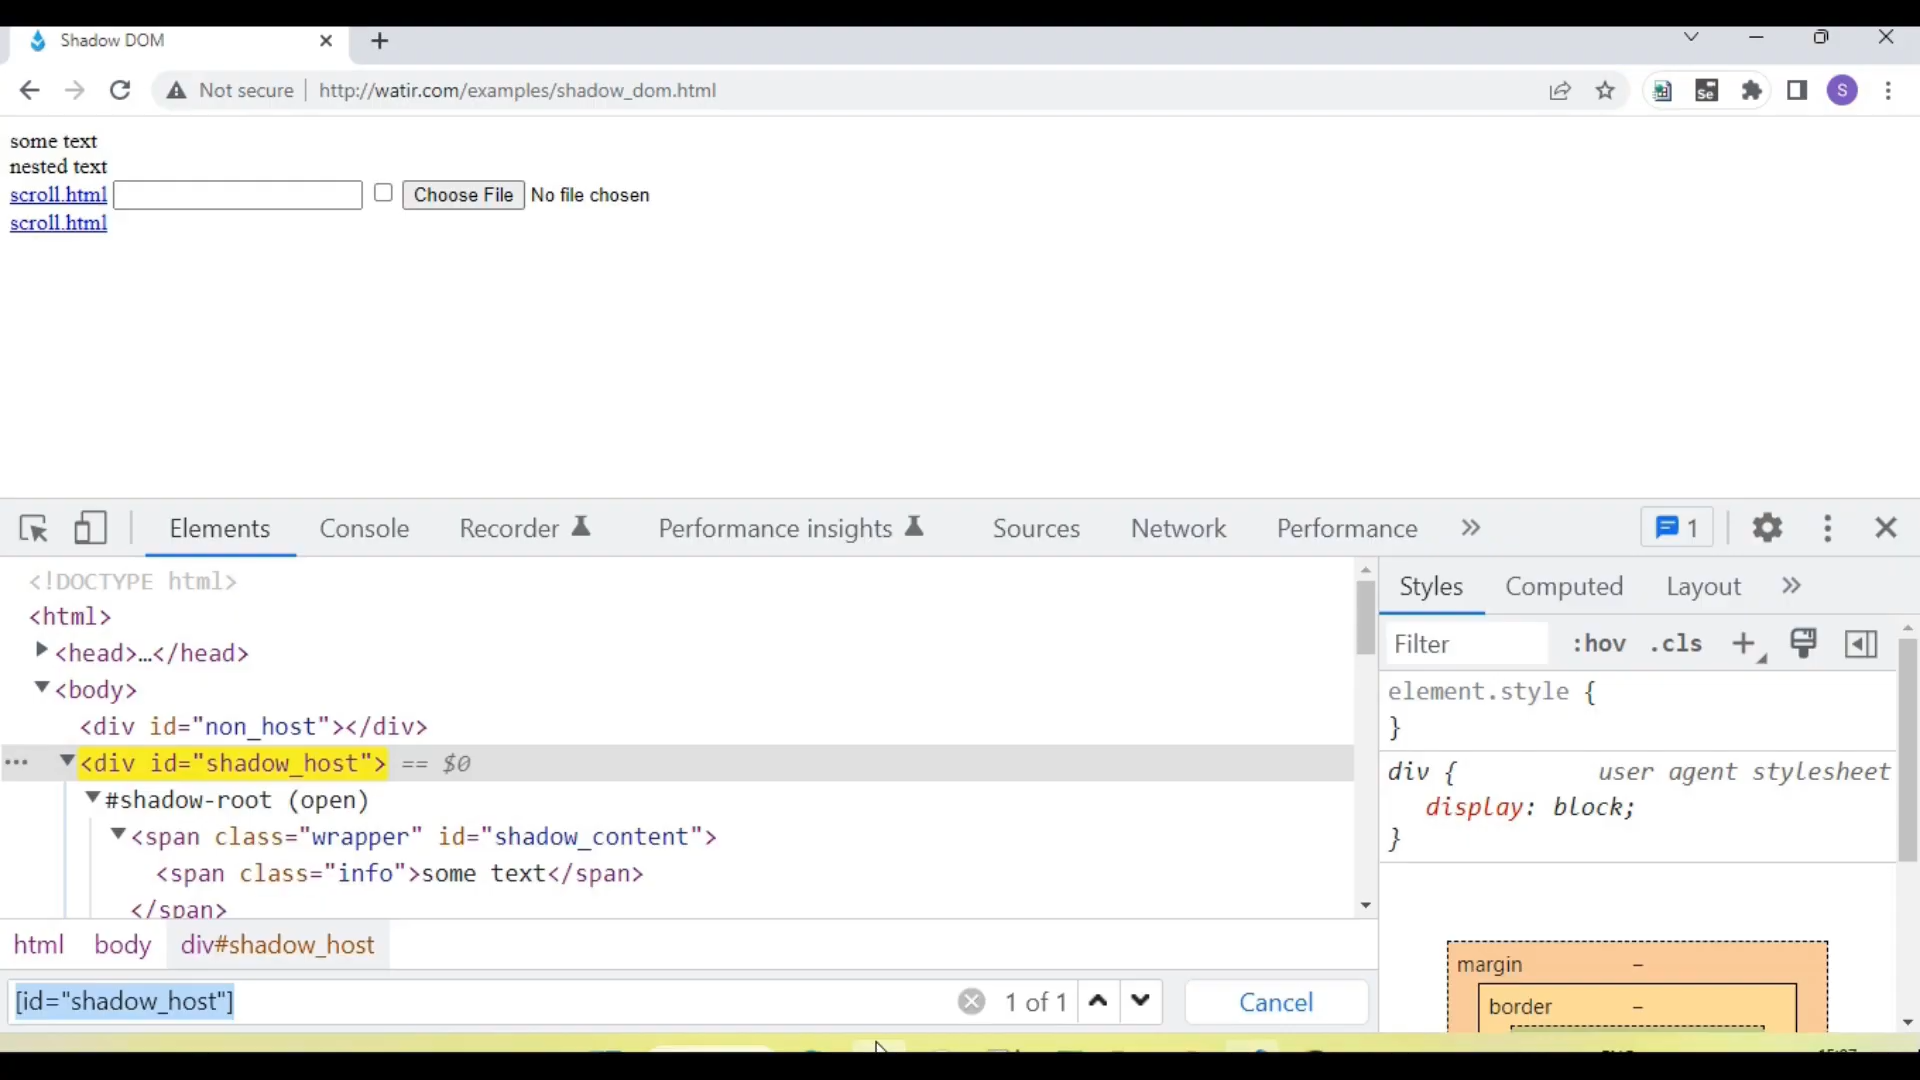 Shadow DOM
Not secure http://watir.com/examples/shadow_dom.html
Se
S
some text
nested text
scroll.html Choose File No file chosen
scroll.html
Elements Console Recorder Performance insights Sources Network Performance » 1
<!DOCTYPE html>
<html>
<head>…</head>
<body>
<div id="non_host"></div>
<div id="shadow_host"> == $0
#shadow-root (open)
<span class="wrapper" id="shadow_content">
<span class="info">some text</span>
</span>
html body div#shadow_host
[id="shadow_host"] 1 of 1 Cancel
Styles Computed Layout »
Filter :hov .cls
element.style {
}
div { user agent stylesheet
display: block;
}
margin –
border –